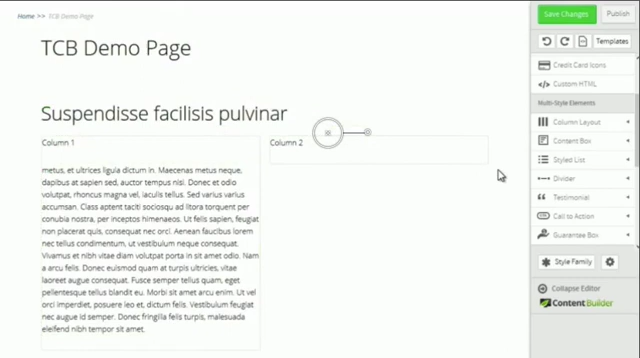 Home >> TCB Demo Page
TCB Demo Page
Suspendisse facilisis pulvinar
Column 1
metus, et ultrices ligula dictum in. Maecenas metus neque,
dapibus at sapien sed, auctor tempus nisi. Donec et odio
volutpat, rhoncus magna vel, iaculis tellus. Sed varius varius
accumsan. Class aptent taciti sociosqu ad litora torquent per
conubia nostra, per inceptos himenaeos. Ut felis sapien, feugiat
non placerat quis, consequat nec orci. Aenean faucibus lorem
nec tellus condimentum, ut vestibulum neque consequat.
Vivamus et nibh vitae diam volutpat porta in sit amet odio. Nam
a arcu felis. Donec euismod quam at turpis ultricies, vitae
laoreet augue consequat. Fusce semper tellus quam, eget
pellentesque tellus blandit eu. Morbi sit amet arcu enim. Ut vel
orci imperdiet, posuere leo et, dictum felis. Vestibulum feugiat
nec augue id semper. Donec fringilla felis turpis, malesuada
eleifend nibh tempor sit amet.
Column 2
Save Changes
Publish
Templates
Credit Card Icons
</> Custom HTML
Multi-Style Elements
Column Layout
Content Box
Styled List
Divider
Testimonial
Call to Action
Guarantee Box
Style Family
Collapse Editor
Content Builder